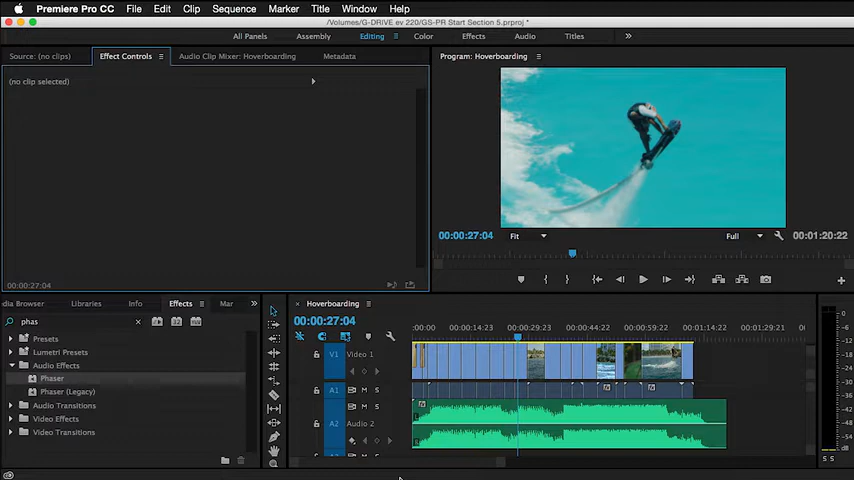 Premiere Pro CC File Edit Clip Sequence Marker Title Window Help
/Volumes/G-DRIVE ev 220/GS-PR Start Section 5.prproj *
All Panels Assembly Editing Color Effects Audio Titles
Source: (no clips) Effect Controls Audio Clip Mixer: Hoverboarding Metadata
Program: Hoverboarding
(no clip selected)
00:00:27:04 Fit Full 00:01:20:22
00:00:27:04
Libraries Info Effects Mar
Hoverboarding
phas
00:00:27:04
:00:00 00:00:14:23 00:00:29:23 00:00:44:22 00:00:59:22 00:01:14:22 00:01:29:21 00:0
Presets
Lumetri Presets
V1 Video 1
Audio Effects
Phaser
Phaser (Legacy)
A1 M S
Audio Transitions
M S
Video Effects
A2 Audio 2
Video Transitions
0
-12
-18
-24
-30
-36
-42
-48
-54
S S